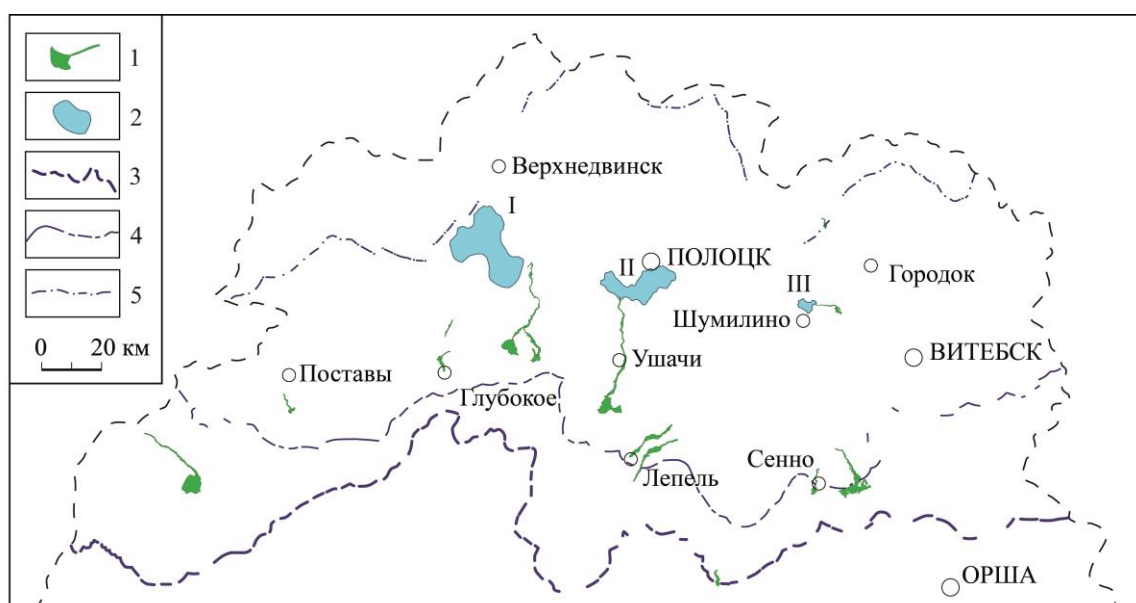 1
2
3
4
5
0 20 км
Верхнедвинск
I
ПОЛОЦК
II
Городок
III
Шумилино
ВИТЕБСК
Ушачи
Поставы
Глубокое
Сенно
Лепель
ОРША